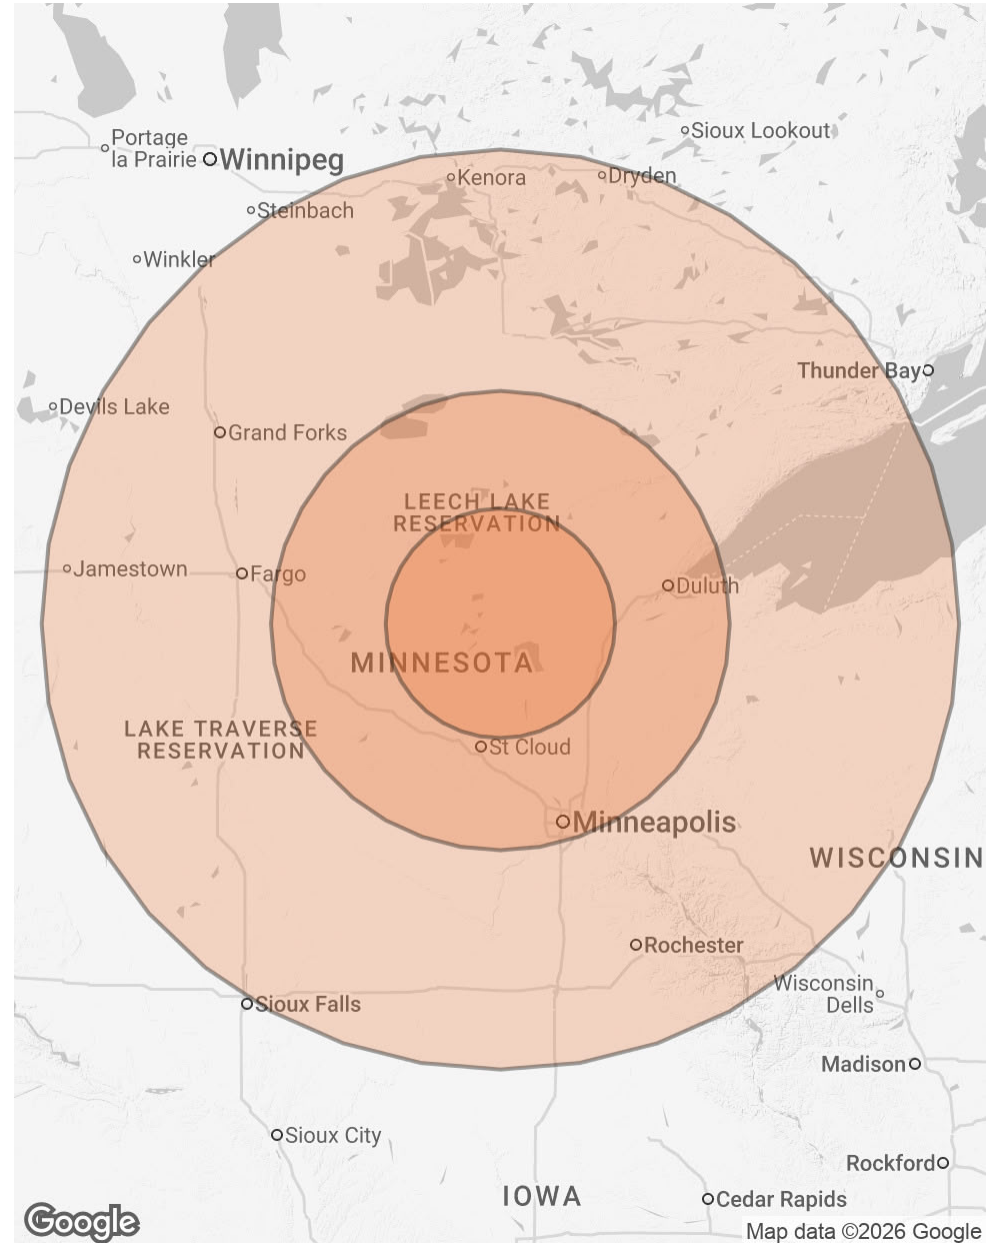 Sioux Lookout
Portage
la Prairie
Winnipeg
Kenora
Dryden
Steinbach
Winkler
Thunder Bay
Devils Lake
Grand Forks
LEECH LAKE
RESERVATION
Jamestown
Fargo
Duluth
MINNESOTA
LAKE TRAVERSE
RESERVATION
St Cloud
Minneapolis
WISCONSIN
Rochester
Wisconsin
Dells
Sioux Falls
Madison
Sioux City
Rockford
IOWA
Cedar Rapids
Google
Map data ©2026 Google